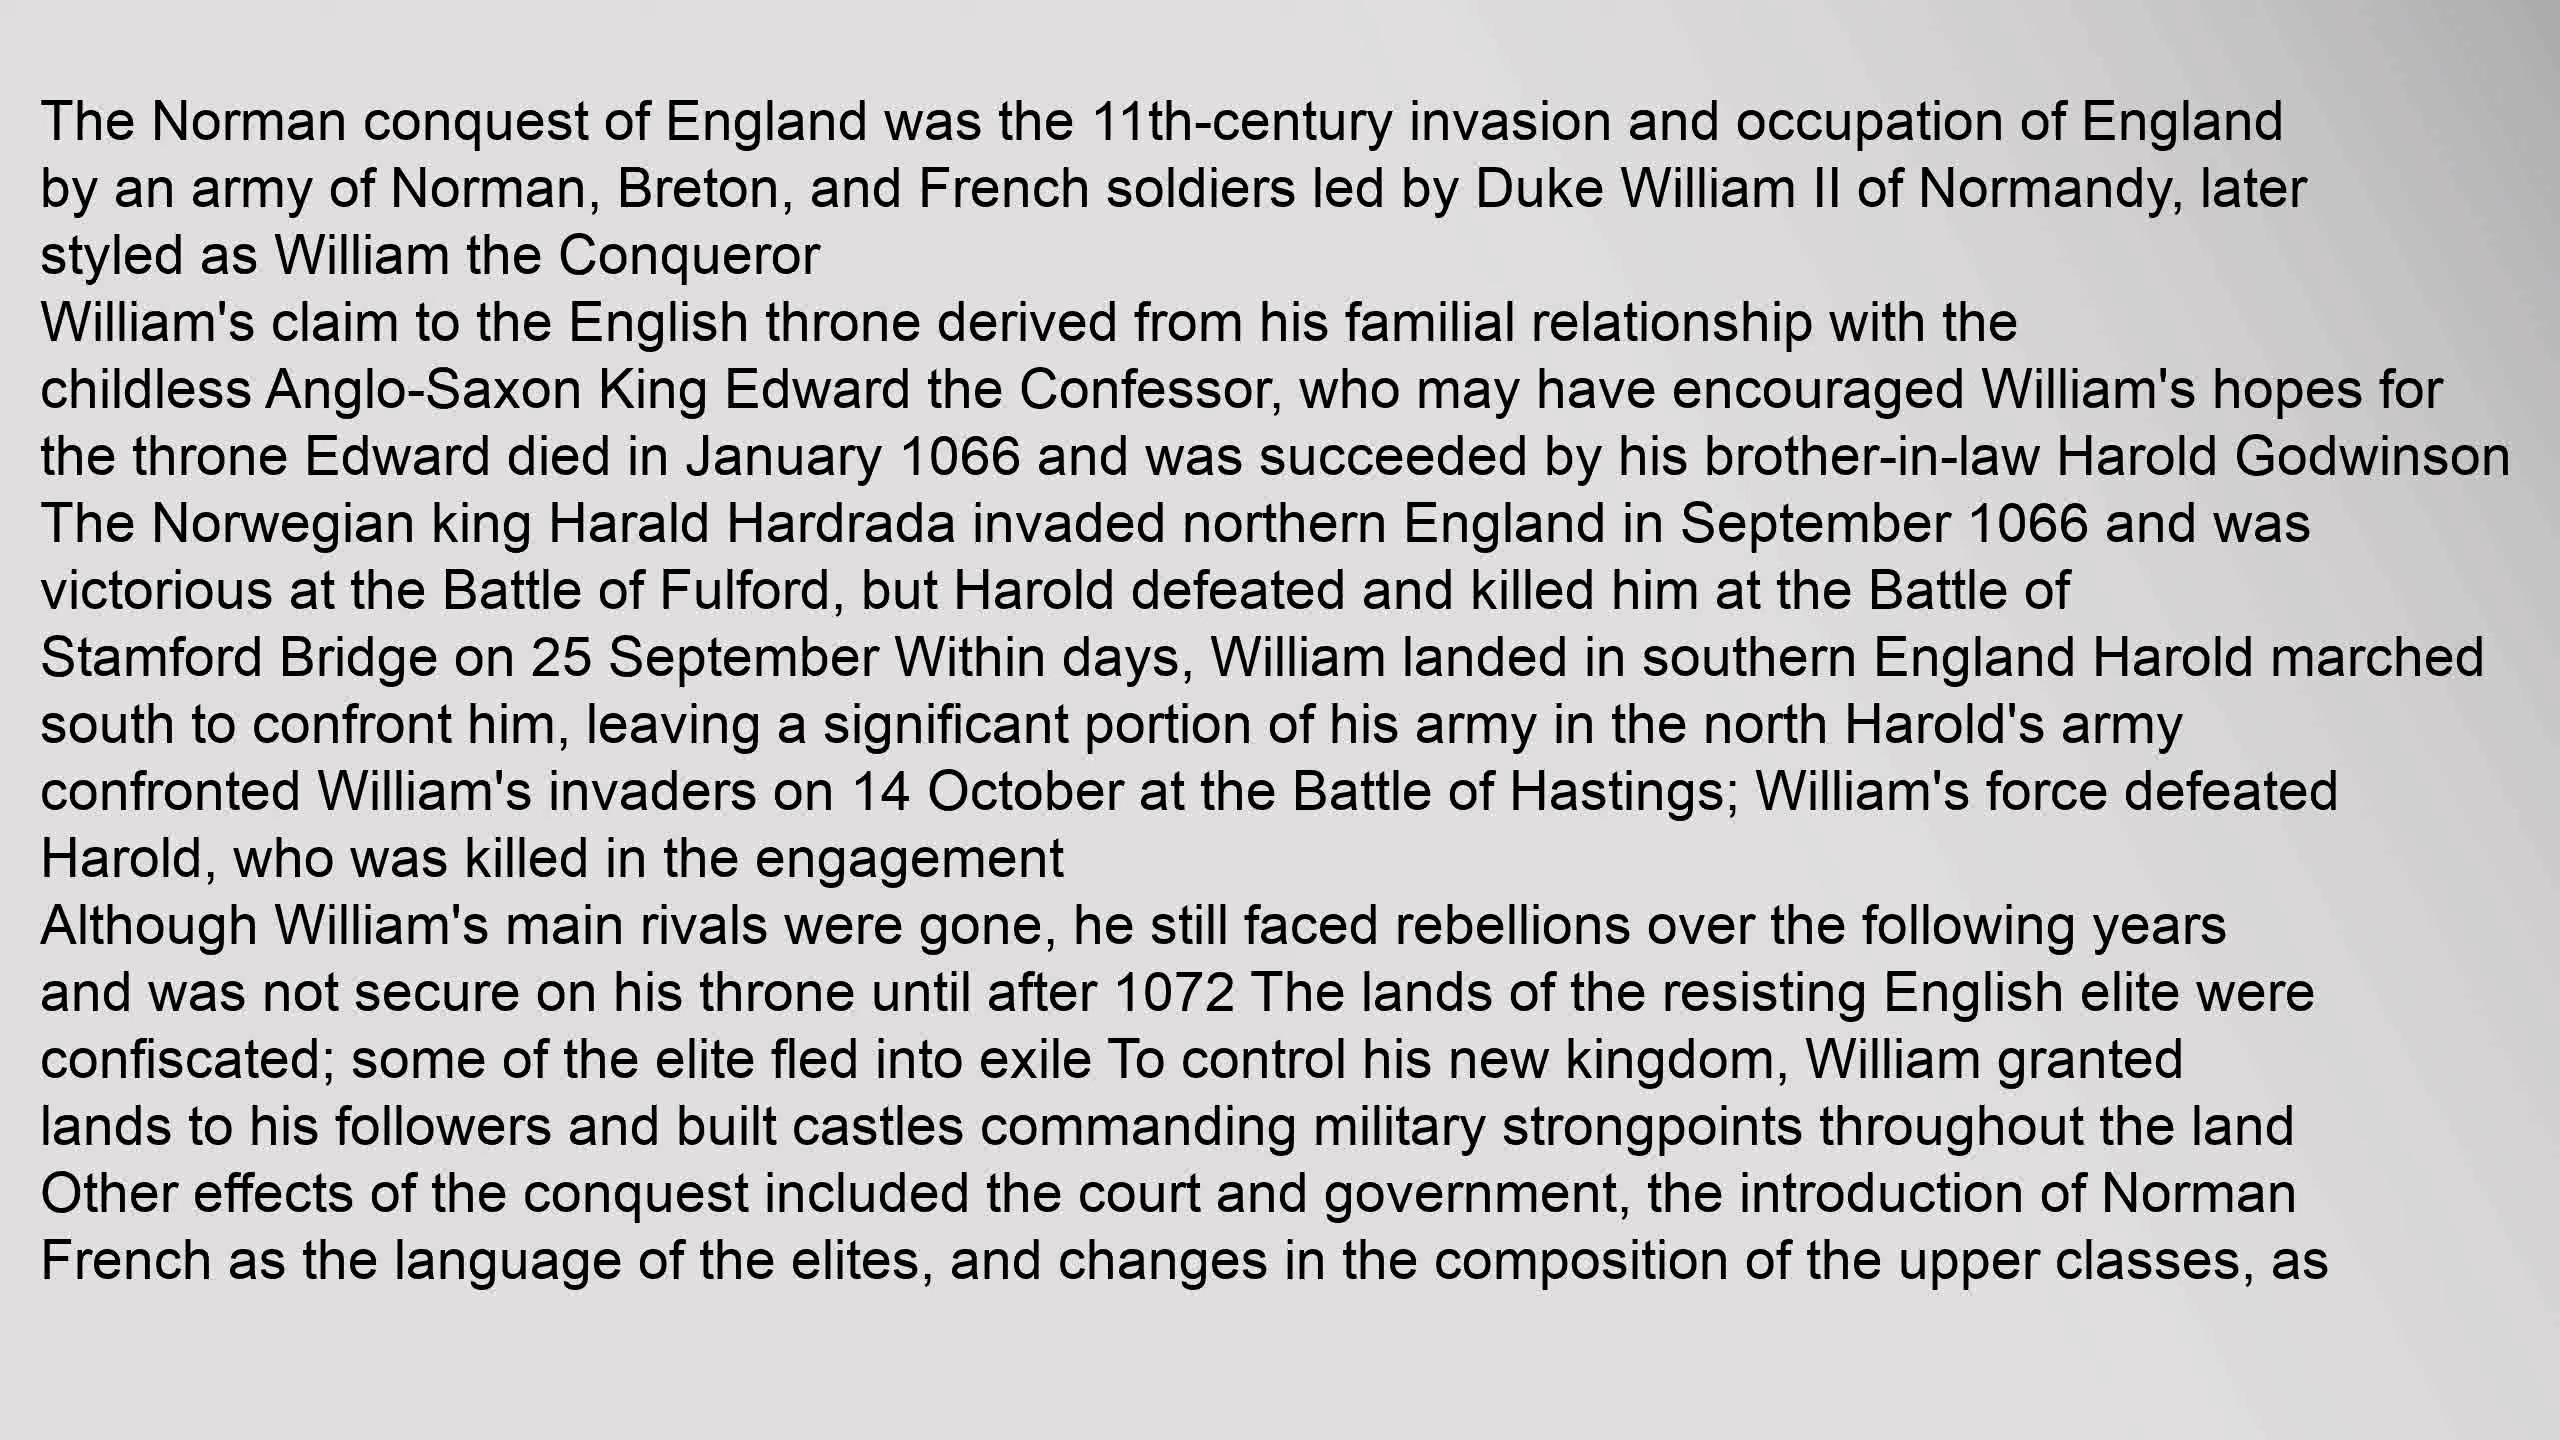 The Norman conquest of England was the 11th-century invasion and occupation of England
by an army of Norman, Breton, and French soldiers led by Duke William II of Normandy, later
styled as William the Conqueror
William's claim to the English throne derived from his familial relationship with the
childless Anglo-Saxon King Edward the Confessor, who may have encouraged William's hopes for
the throne Edward died in January 1066 and was succeeded by his brother-in-law Harold Godwinson
The Norwegian king Harald Hardrada invaded northern England in September 1066 and was
victorious at the Battle of Fulford, but Harold defeated and killed him at the Battle of
Stamford Bridge on 25 September Within days, William landed in southern England Harold marched
south to confront him, leaving a significant portion of his army in the north Harold's army
confronted William's invaders on 14 October at the Battle of Hastings; William's force defeated
Harold, who was killed in the engagement
Although William's main rivals were gone, he still faced rebellions over the following years
and was not secure on his throne until after 1072 The lands of the resisting English elite were
confiscated; some of the elite fled into exile To control his new kingdom, William granted
lands to his followers and built castles commanding military strongpoints throughout the land
Other effects of the conquest included the court and government, the introduction of Norman
French as the language of the elites, and changes in the composition of the upper classes, as